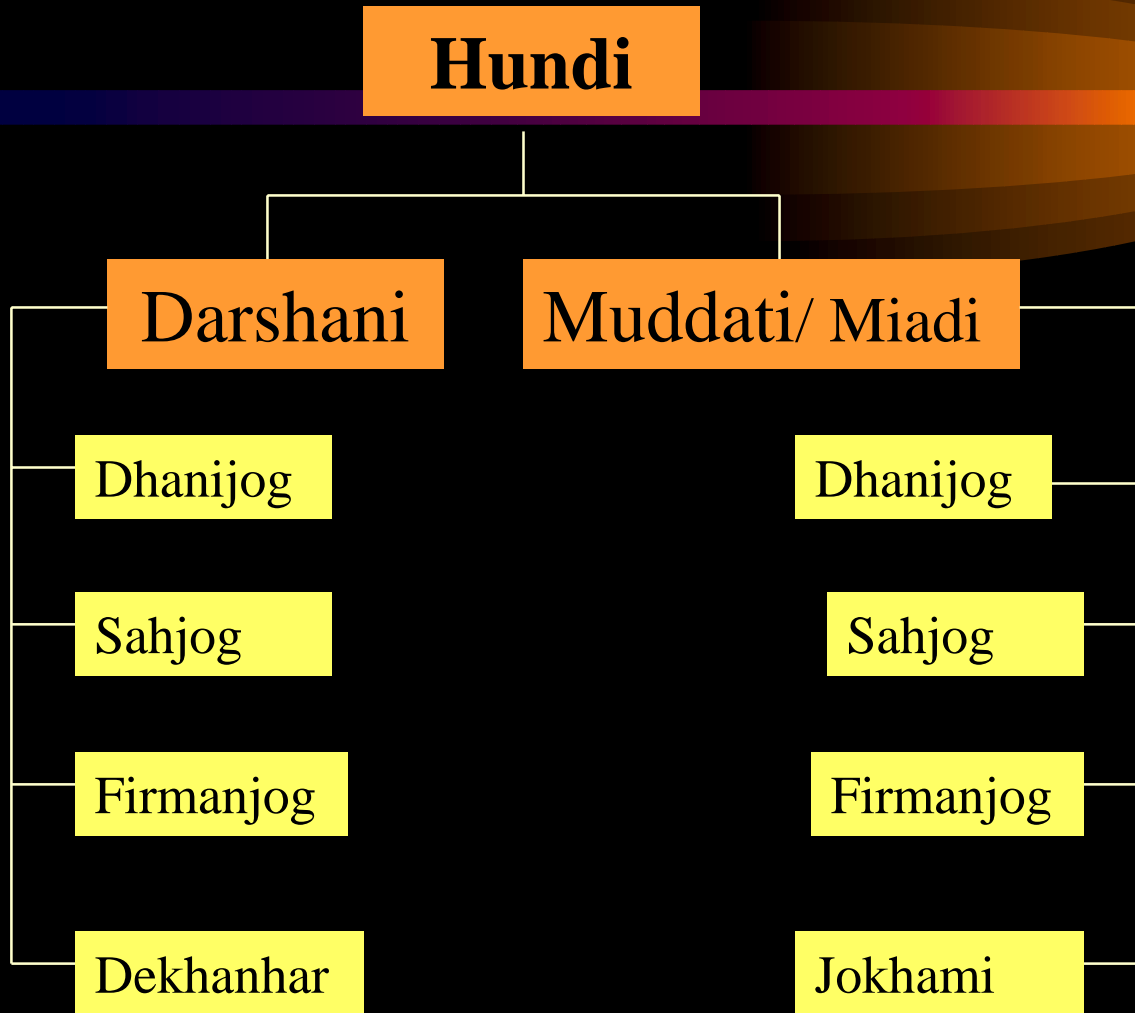 Hundi
Darshani
Muddati/ Miadi
Dhanijog
Dhanijog
Sahjog
Sahjog
Firmanjog
Firmanjog
Dekhanhar
Jokhami